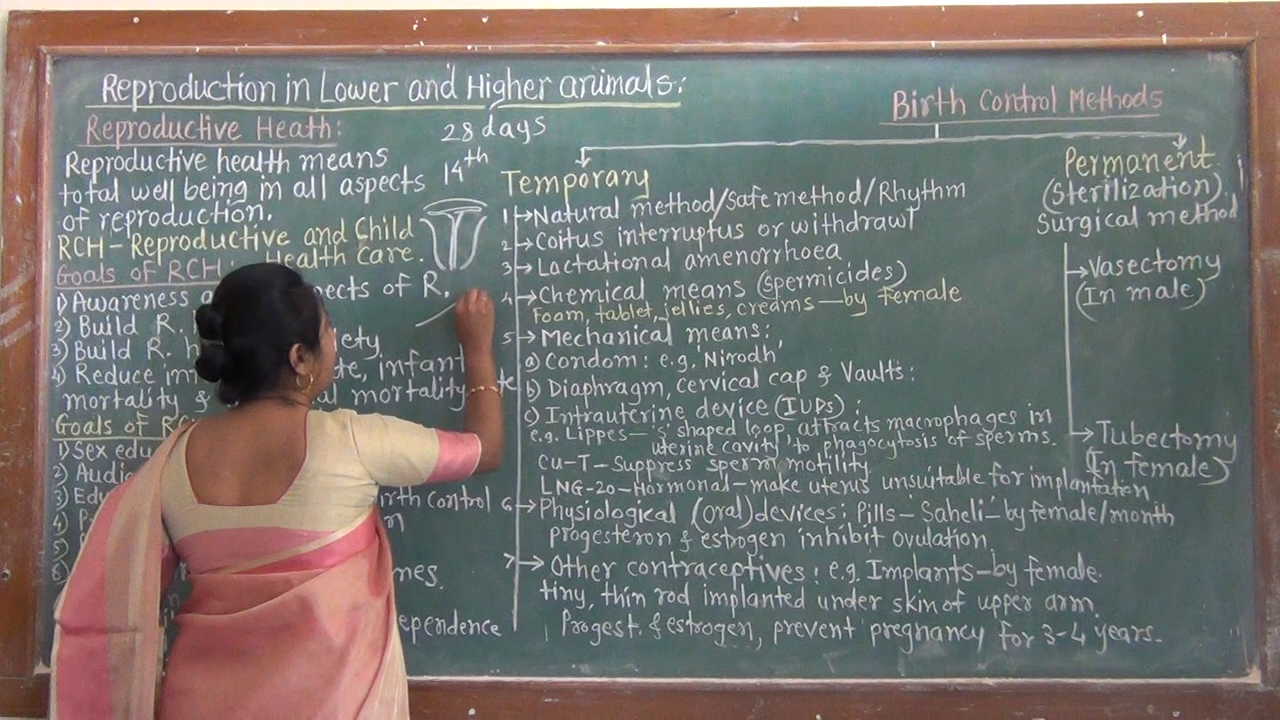 Reproduction in Lower and Higher animals:
Reproductive Heath:
28 days
14th
Reproductive health means
total well being in all aspects
of reproduction.
RCH - Reproductive and Child
Health Care.
Goals of RCH:
1) Awareness a pects of R.
2) Build R. iety
3) Build R. h
4) Reduce im te, infant
mortality & al mortality
Goals of RC
1) Sex edu
2) Audio
3) Edu irth control
4)
5)
6) mes.
ependence
Birth Control Methods
Temporary
1 → Natural method/Safe method/Rhythm
2 → Coitus interruptus or withdrawl
3 → Lactational amenorrhoea
4 → Chemical means (spermicides)
Foam, tablet, jellies, creams — by female
5 → Mechanical means:
a) Condom: e.g. 'Nirodh'
b) Diaphragm, cervical cap & Vaults:
c) Intrauterine device (IUDs):
e.g. Lippes - 's' shaped loop attracts macrophages in
uterine cavity to phagocytosis of sperms.
Cu-T - Suppress sperm motility
LNG-20 - Hormonal - make uterus unsuitable for implantation
6 → Physiological (oral) devices: Pills - Saheli - by female/month
progesteron & estrogen inhibit ovulation.
7 → Other contraceptives: e.g. Implants - by female.
tiny, thin rod implanted under skin of upper arm.
Progest. & estrogen, prevent pregnancy for 3-4 years.
Permanent
(Sterilization)
Surgical method
→ Vasectomy
(In male)
→ Tubectomy
(In female)